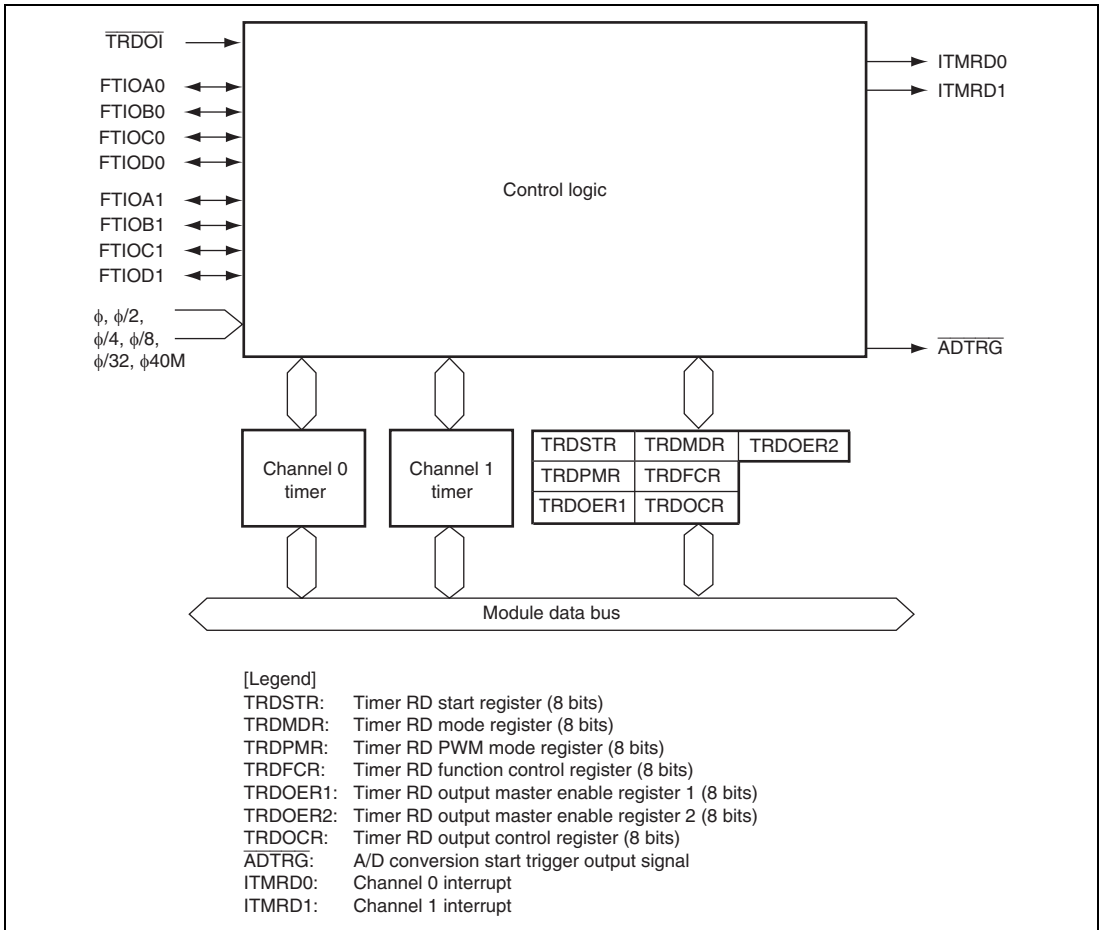 TRDOI
FTIOA0
FTIOB0
FTIOC0
FTIOD0
FTIOA1
FTIOB1
FTIOC1
FTIOD1
ϕ, ϕ/2,
ϕ/4, ϕ/8,
ϕ/32, ϕ40M
Control logic
ITMRD0
ITMRD1
ADTRG
Channel 0
timer
Channel 1
timer
TRDSTR TRDMDR TRDOER2
TRDPMR TRDFCR
TRDOER1 TRDOCR
Module data bus
[Legend]
TRDSTR: Timer RD start register (8 bits)
TRDMDR: Timer RD mode register (8 bits)
TRDPMR: Timer RD PWM mode register (8 bits)
TRDFCR: Timer RD function control register (8 bits)
TRDOER1: Timer RD output master enable register 1 (8 bits)
TRDOER2: Timer RD output master enable register 2 (8 bits)
TRDOCR: Timer RD output control register (8 bits)
ADTRG: A/D conversion start trigger output signal
ITMRD0: Channel 0 interrupt
ITMRD1: Channel 1 interrupt